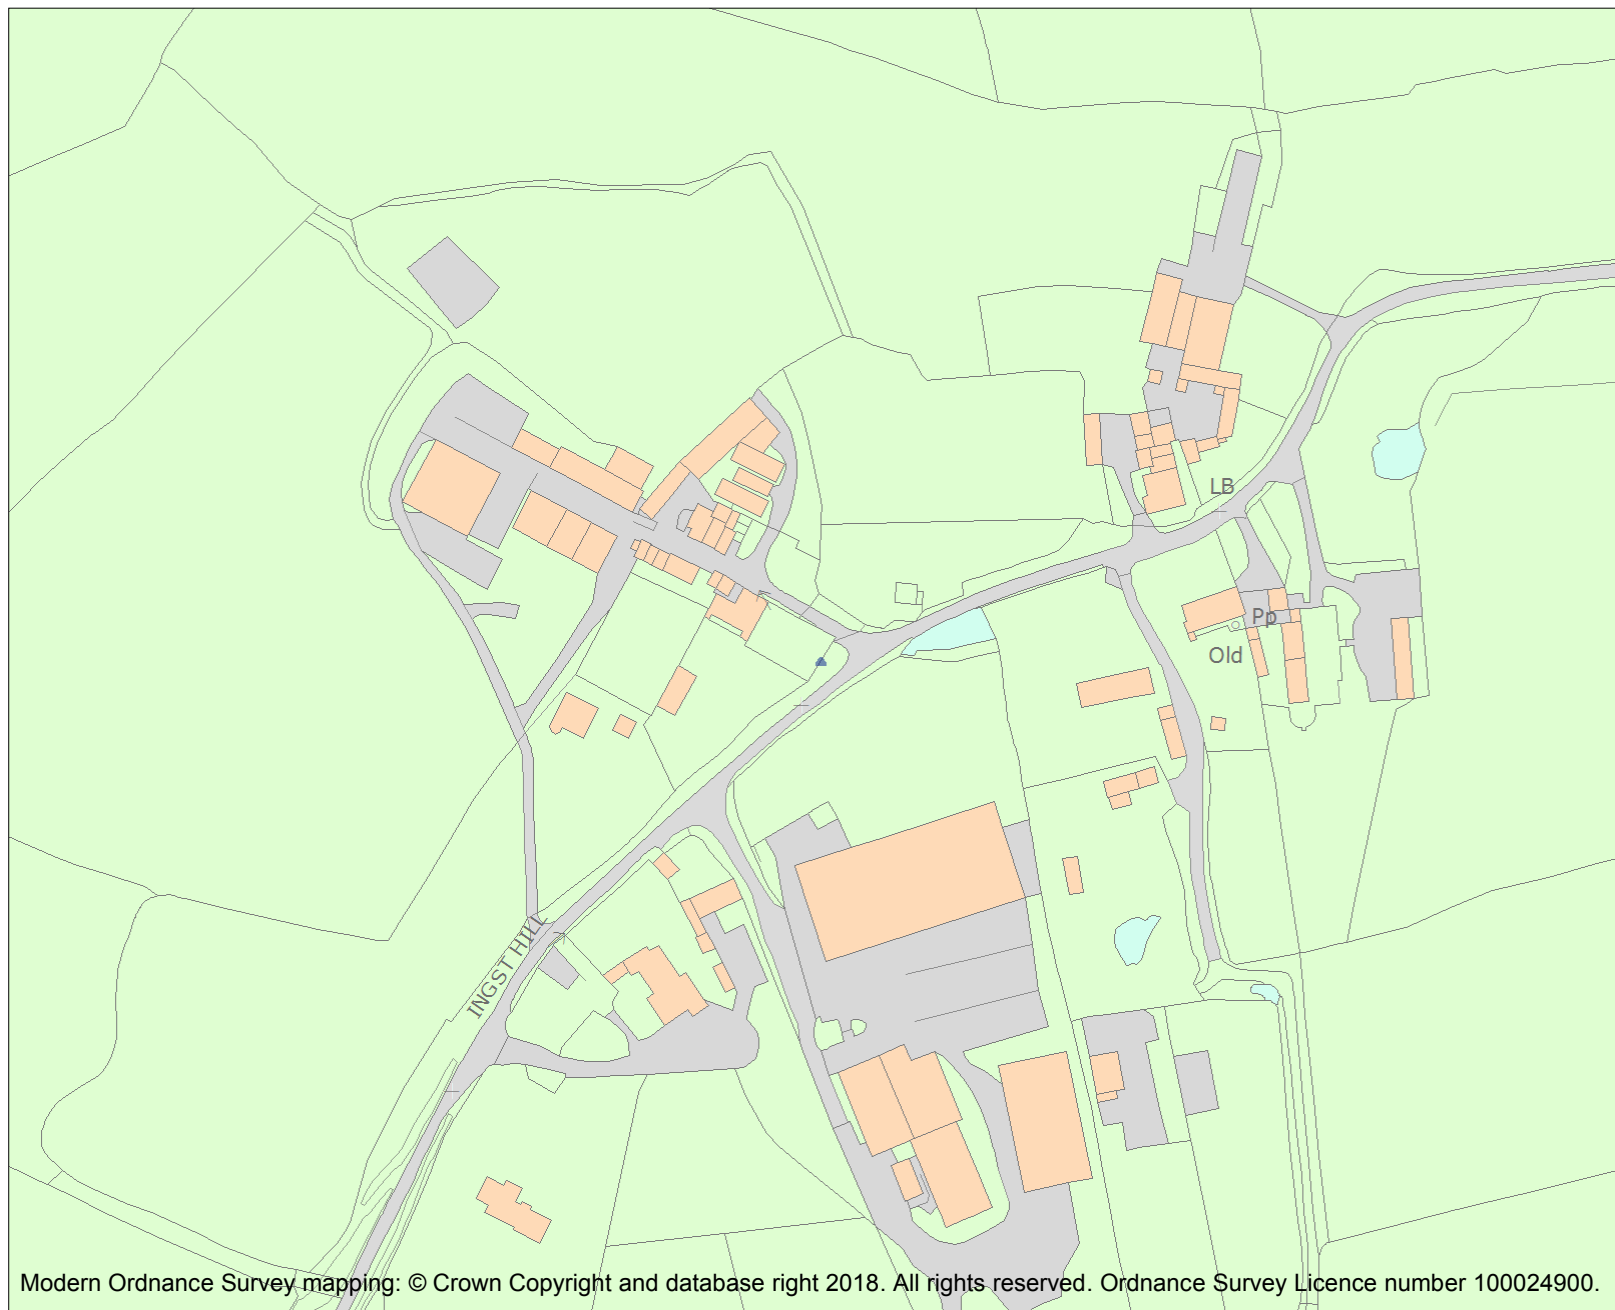 LB
Pp
Old
INGST HILL
Modern Ordnance Survey mapping: © Crown Copyright and database right 2018. All rights reserved. Ordnance Survey Licence number 100024900.